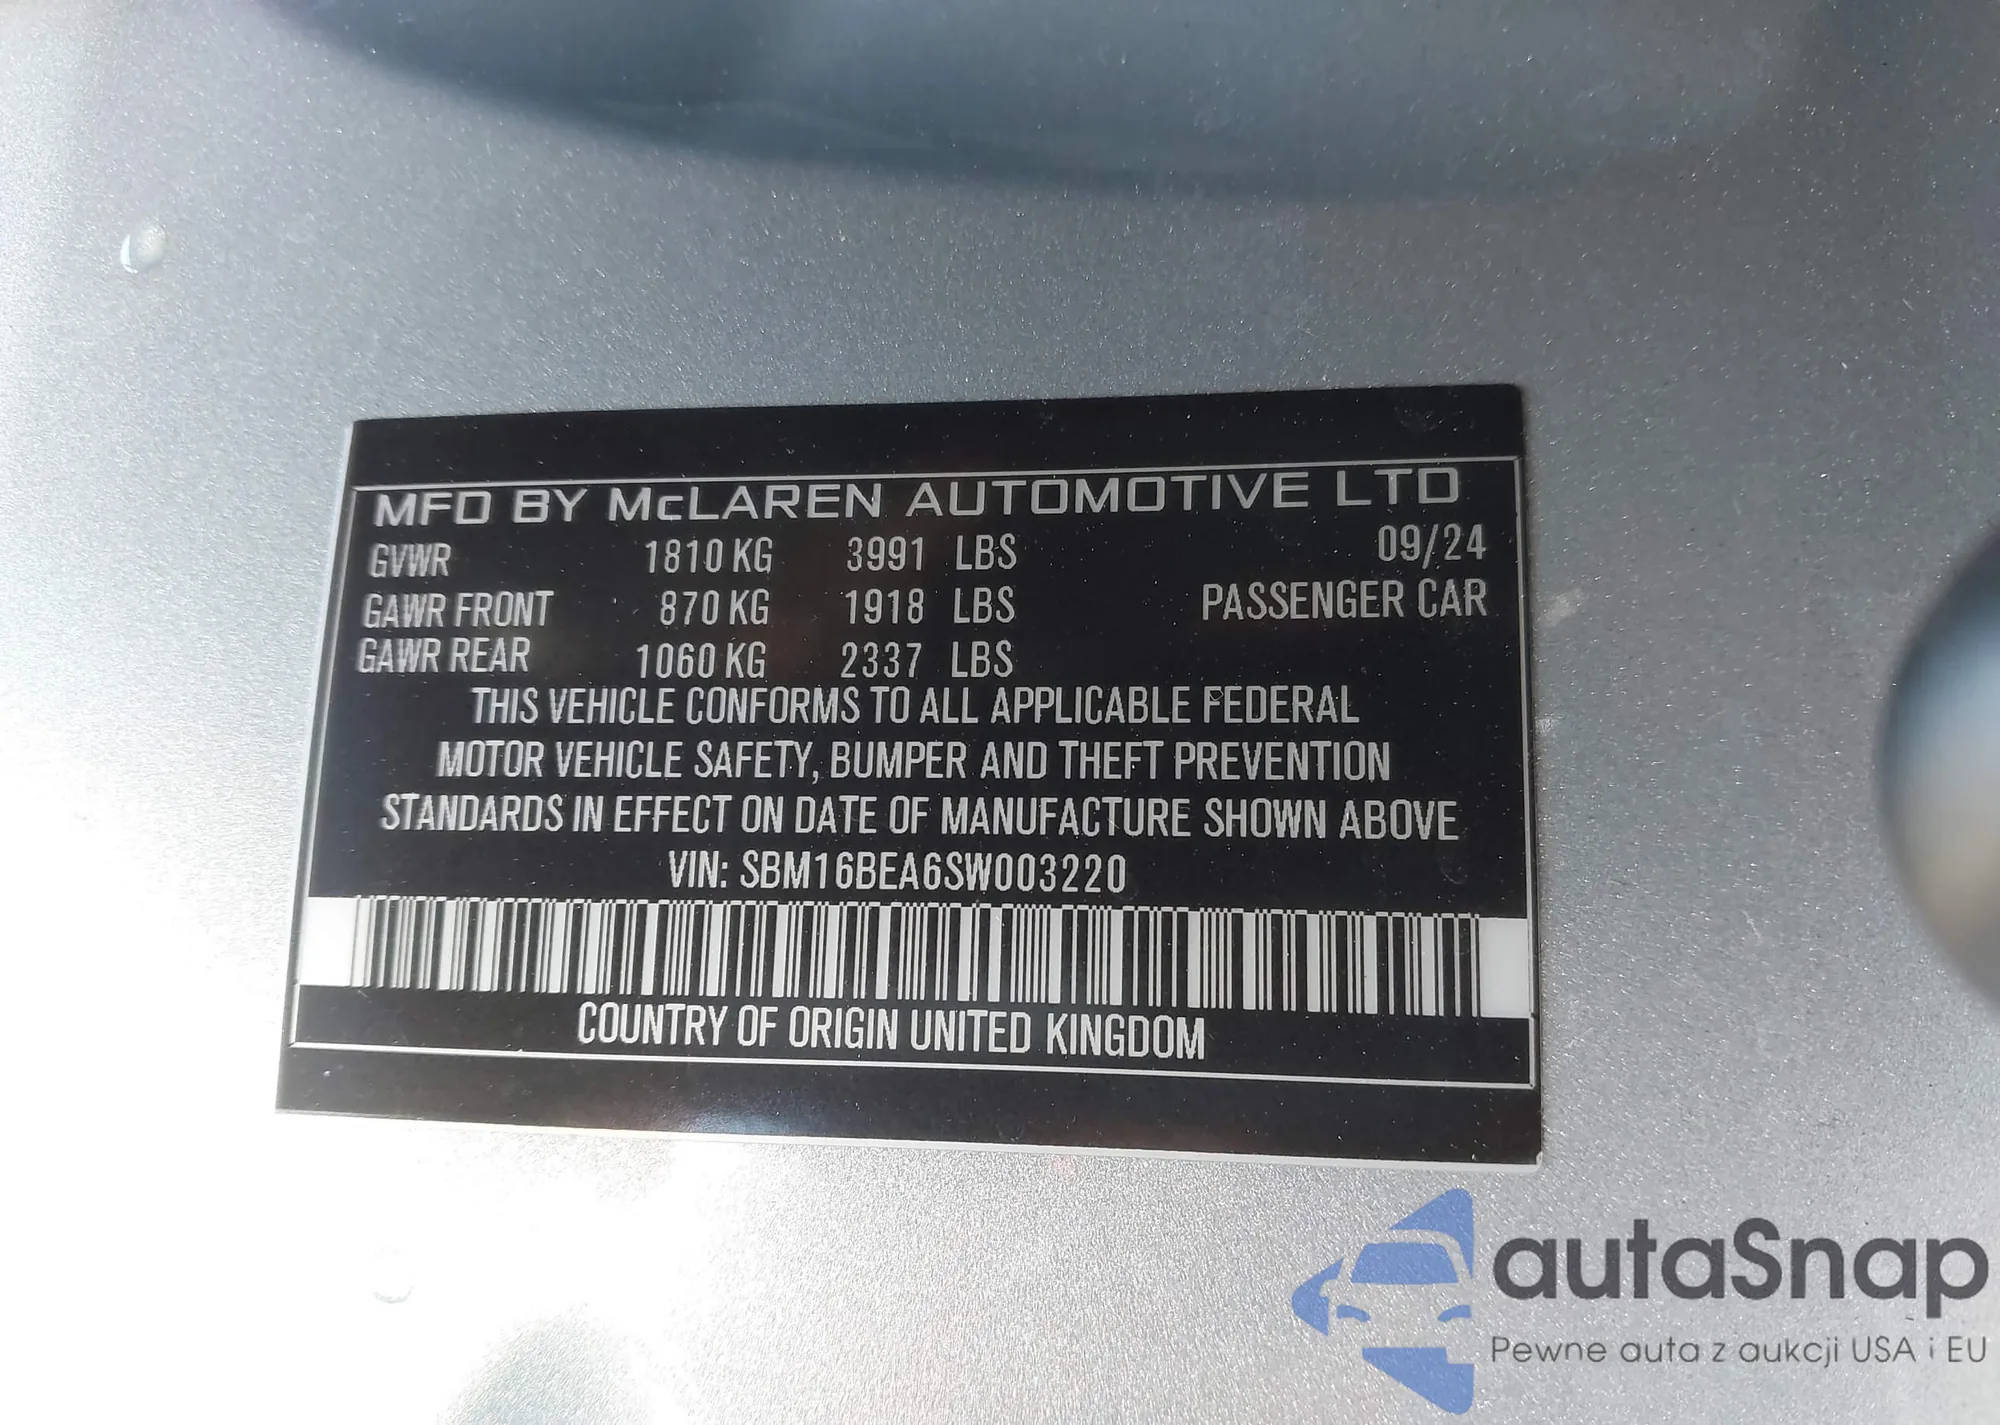 MFD BY McLAREN AUTOMOTIVE LTD
GVWR 1810 KG 3991 LBS 09/24
GAWR FRONT 870 KG 1918 LBS PASSENGER CAR
GAWR REAR 1060 KG 2337 LBS
THIS VEHICLE CONFORMS TO ALL APPLICABLE FEDERAL
MOTOR VEHICLE SAFETY, BUMPER AND THEFT PREVENTION
STANDARDS IN EFFECT ON DATE OF MANUFACTURE SHOWN ABOVE
VIN: SBM16BEA6SW003220
COUNTRY OF ORIGIN UNITED KINGDOM
autaSnap
Pewne auta z aukcji USA i EU